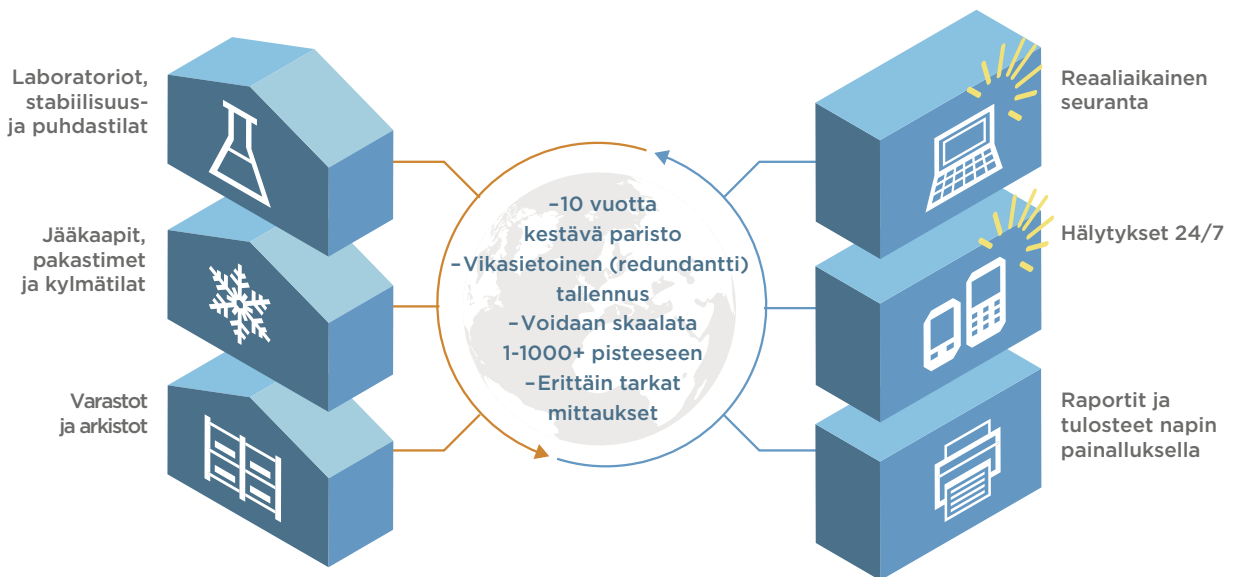 Laboratoriot,
stabiilisuus-
ja puhdastilat
Jääkaapit,
pakastimet
ja kylmätilat
Varastot
ja arkistot
–10 vuotta
kestävä paristo
–Vikasietoinen (redundantti)
tallennus
–Voidaan skaalata
1-1000+ pisteeseen
–Erittäin tarkat
mittaukset
Reaaliaikainen
seuranta
Hälytykset 24/7
Raportit ja
tulosteet napin
painalluksella